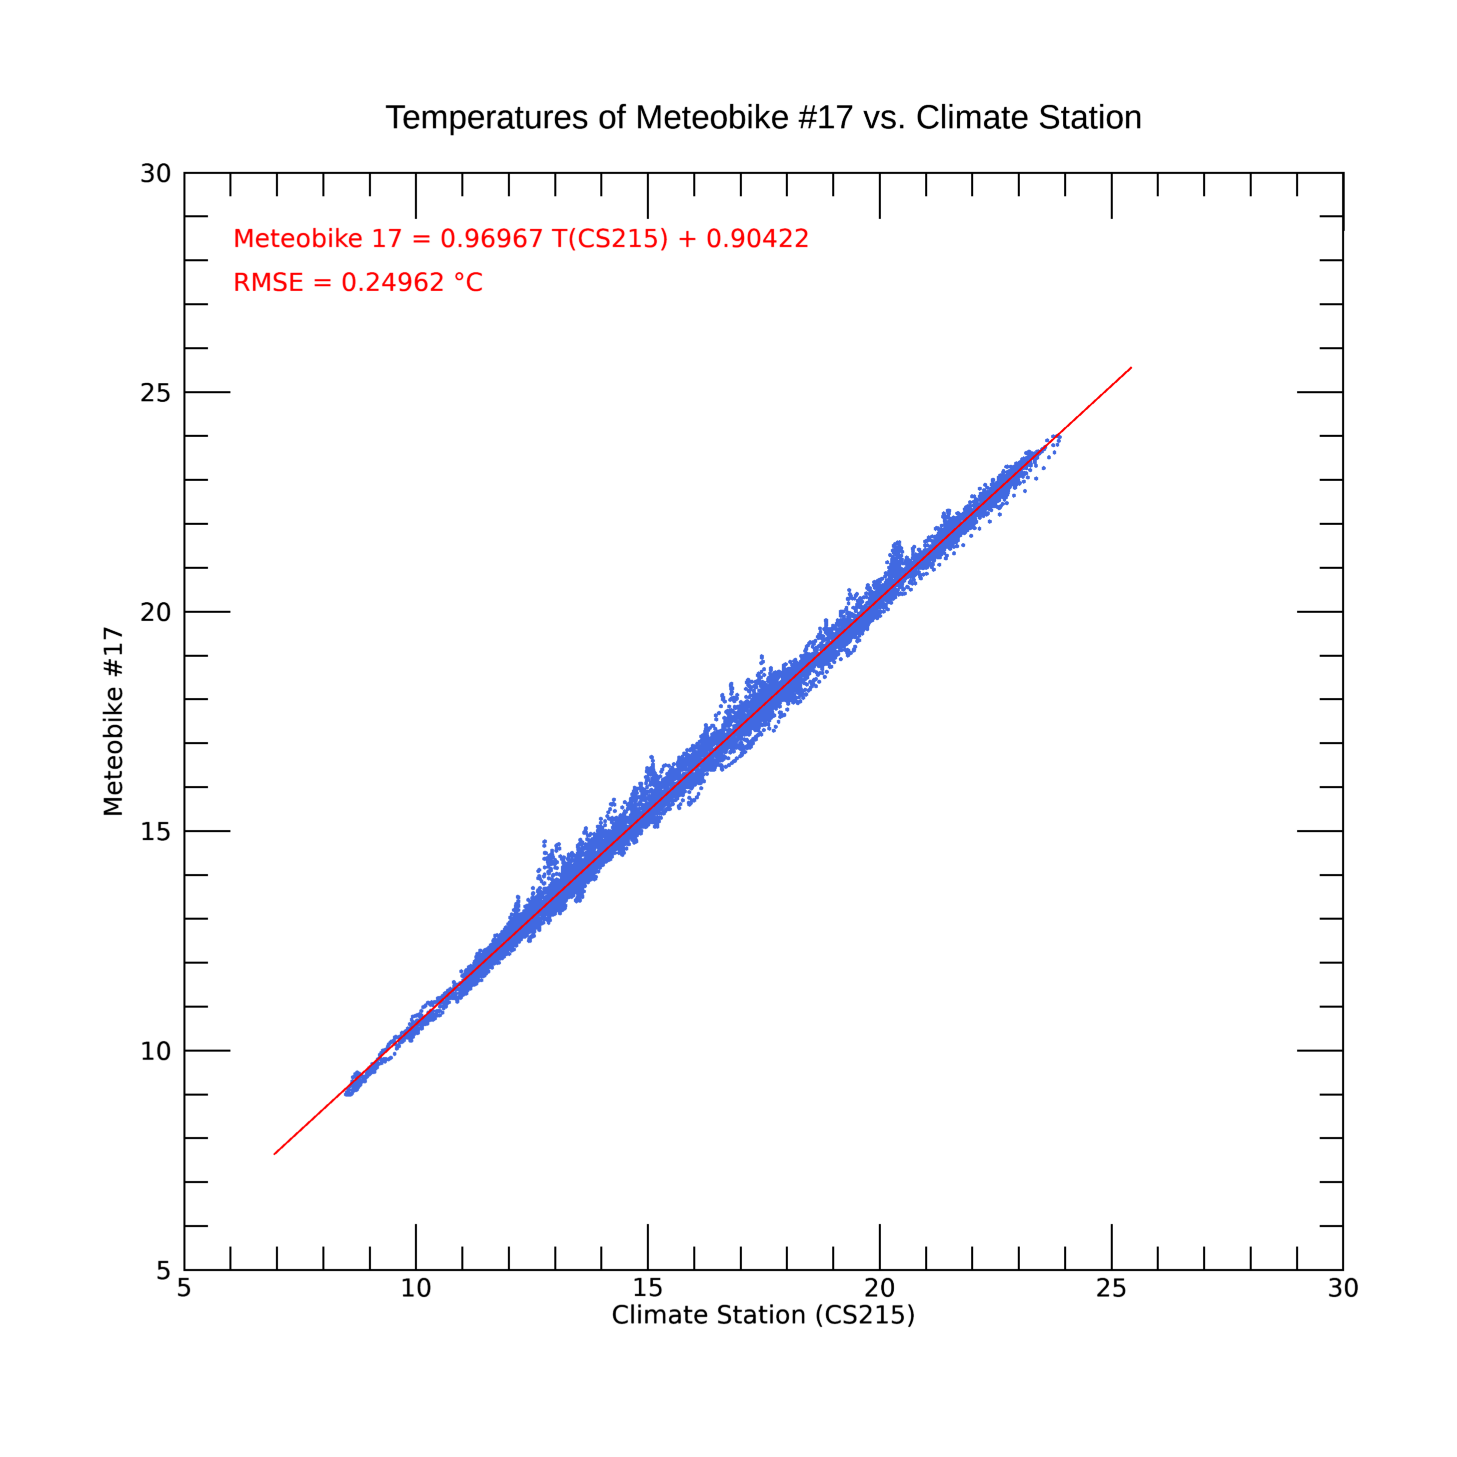 Temperatures of Meteobike #17 vs. Climate Station
30
Meteobike 17 = 0.96967 T(CS215) + 0.90422
RMSE = 0.24962 °C
25
20
Meteobike #17
15
10
5
5 10 15 20 25 30
Climate Station (CS215)